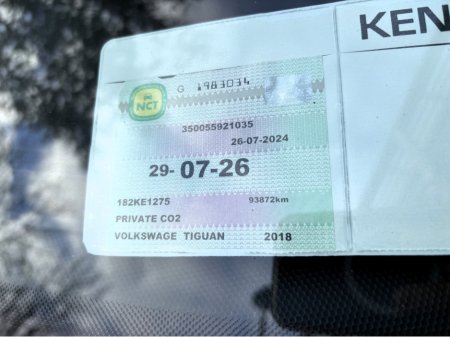 KEN
NCT
G 1983034
350055921035
26-07-2024
29- 07-26
182KE1275 93872km
PRIVATE CO2
VOLKSWAGE TIGUAN 2018